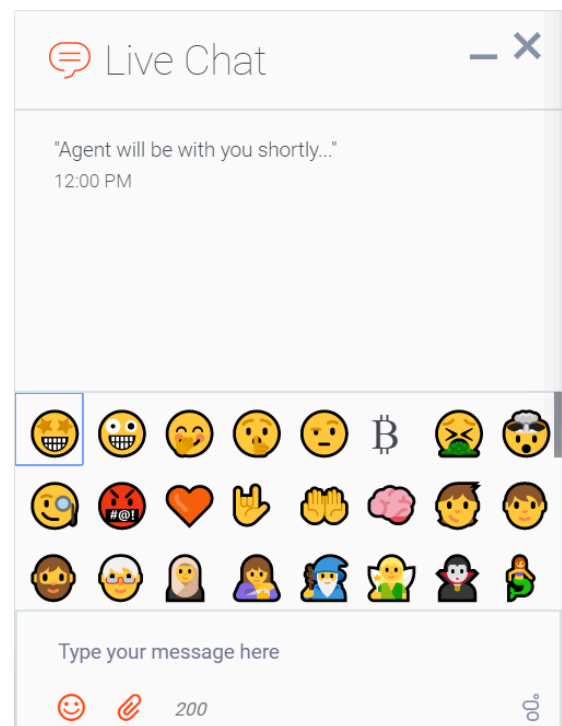 Live Chat
"Agent will be with you shortly..."
12:00 PM
₿
#@!
Type your message here
200